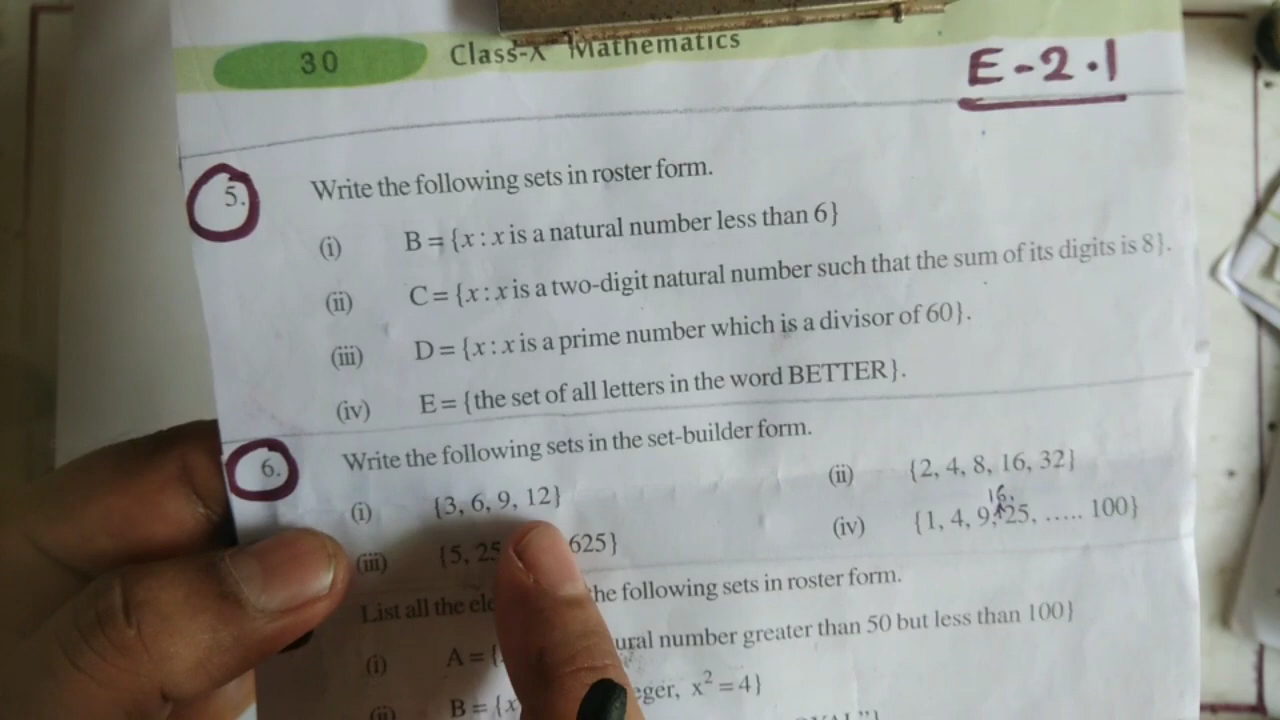 30 Class-X Mathematics
E-2.1
5. Write the following sets in roster form.
(i) B = {x : x is a natural number less than 6}
(ii) C = {x : x is a two-digit natural number such that the sum of its digits is 8}.
(iii) D = {x : x is a prime number which is a divisor of 60}.
(iv) E = {the set of all letters in the word BETTER}.
6. Write the following sets in the set-builder form.
(i) {3, 6, 9, 12} (ii) {2, 4, 8, 16, 32}
16,
(iii) {5, 25 625} (iv) {1, 4, 9, 25, ..... 100}
List all the the following sets in roster form.
(i) A = { number greater than 50 but less than 100}
(ii) B = {x x² = 4}